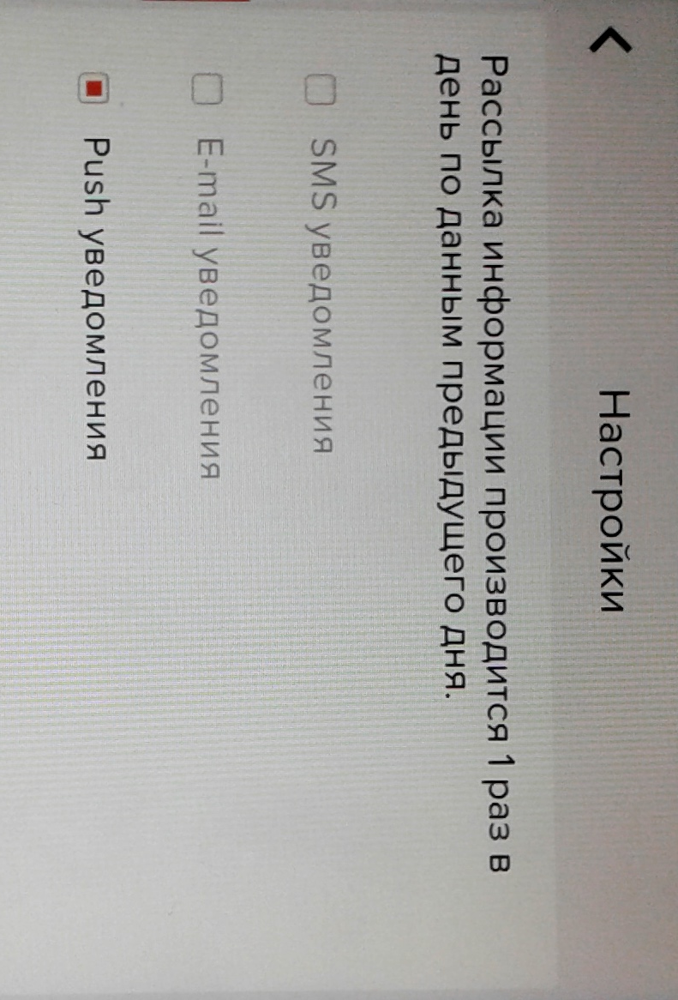 Настройки
Рассылка информации производится 1 раз в
день по данным предыдущего дня.
SMS уведомления
E-mail уведомления
Push уведомления